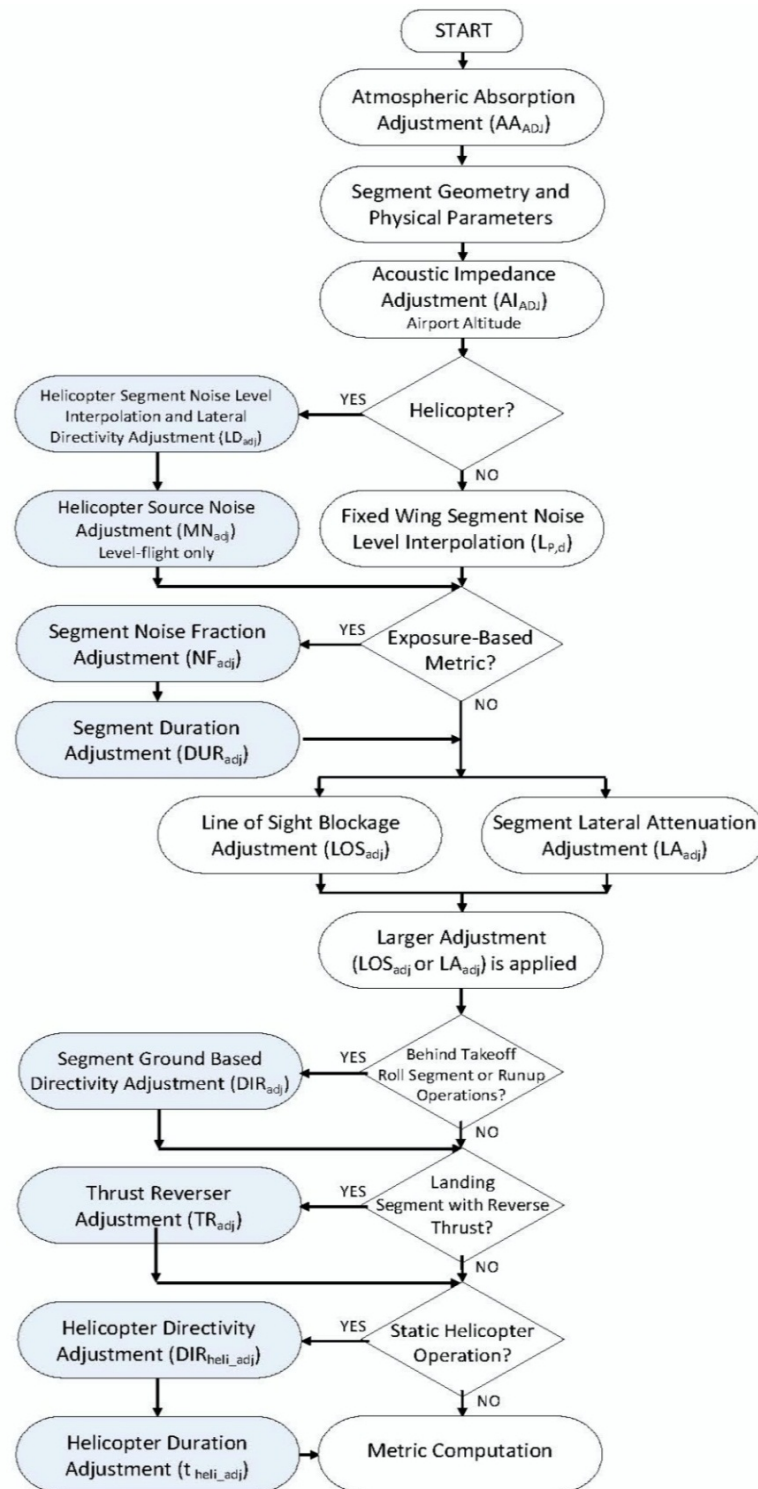 START
Atmospheric Absorption
Adjustment (AA_ADJ)
Segment Geometry and
Physical Parameters
Acoustic Impedance
Adjustment (AI_ADJ)
Airport Altitude
Helicopter?
YES
NO
Helicopter Segment Noise Level
Interpolation and Lateral
Directivity Adjustment (LD_adj)
Helicopter Source Noise
Adjustment (MN_adj)
Level-flight only
Fixed Wing Segment Noise
Level Interpolation (L_P,d)
Exposure-Based
Metric?
YES
NO
Segment Noise Fraction
Adjustment (NF_adj)
Segment Duration
Adjustment (DUR_adj)
Line of Sight Blockage
Adjustment (LOS_adj)
Segment Lateral Attenuation
Adjustment (LA_adj)
Larger Adjustment
(LOS_adj or LA_adj) is applied
Behind Takeoff
Roll Segment or Runup
Operations?
YES
NO
Segment Ground Based
Directivity Adjustment (DIR_adj)
Landing
Segment with Reverse
Thrust?
YES
NO
Thrust Reverser
Adjustment (TR_adj)
Static Helicopter
Operation?
YES
NO
Helicopter Directivity
Adjustment (DIR_heli_adj)
Helicopter Duration
Adjustment (t_heli_adj)
Metric Computation